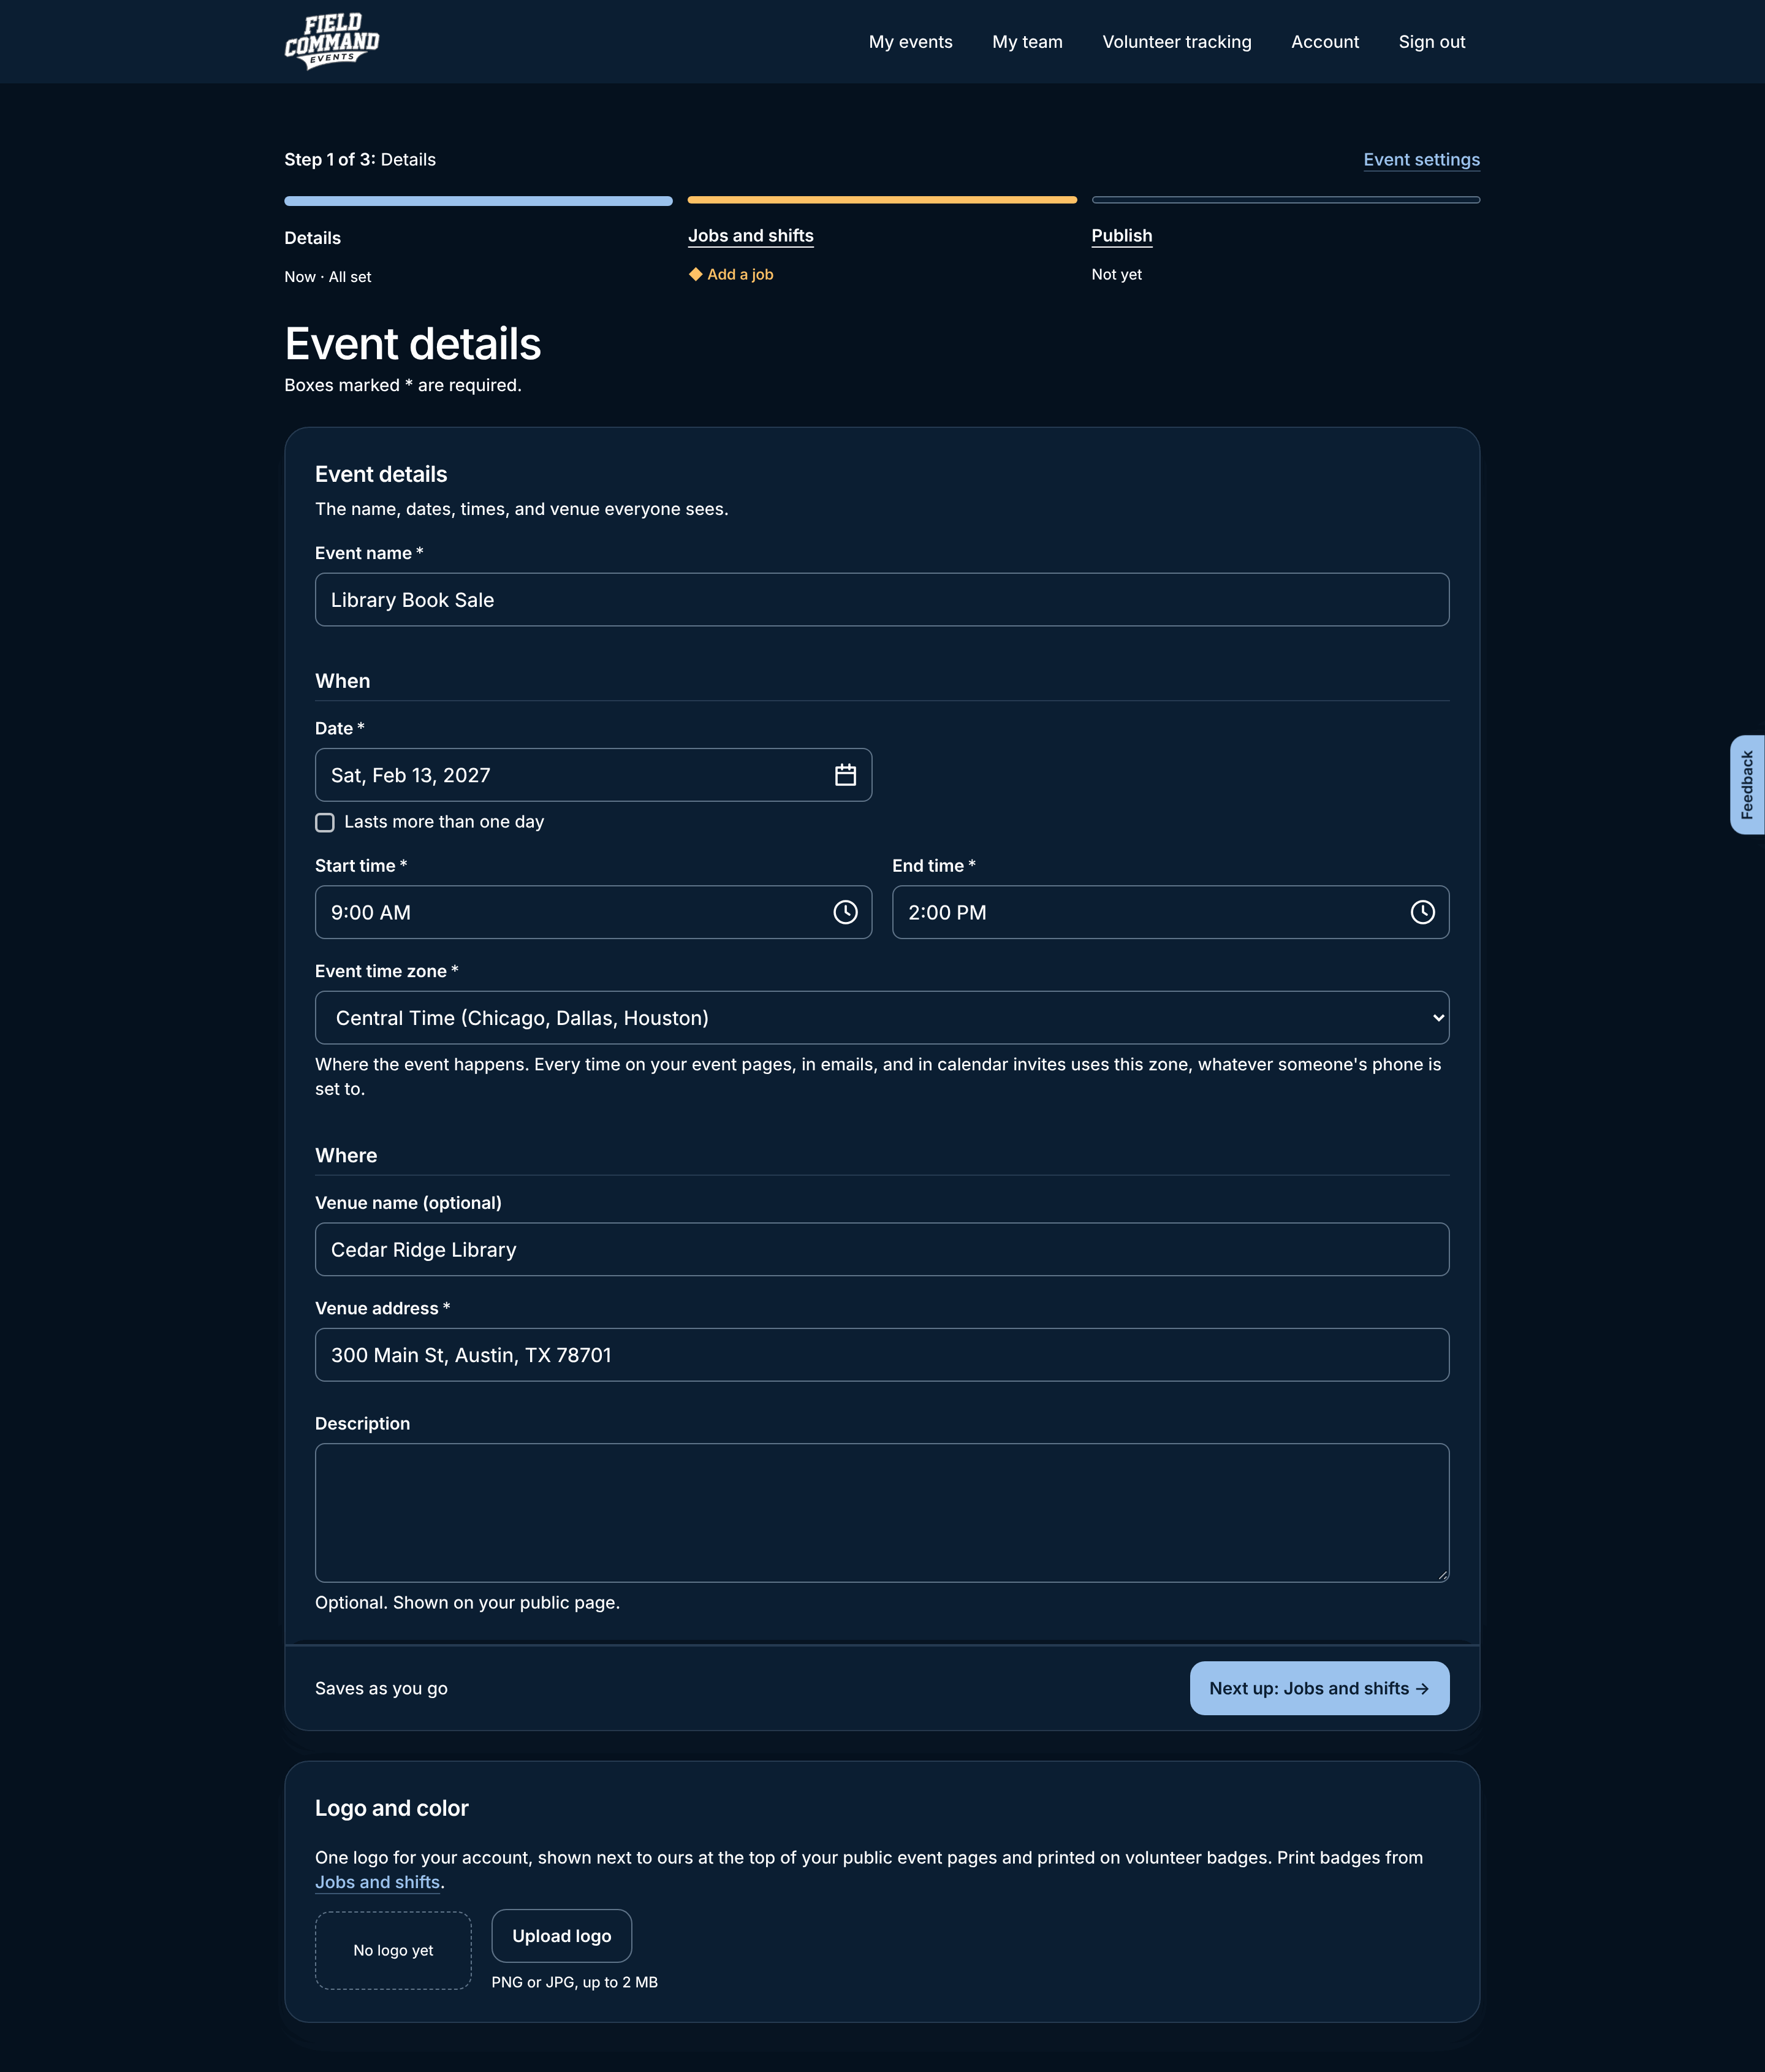 FIELD
COMMAND
EVENTS
My events
My team
Volunteer tracking
Account
Sign out
Step 1 of 3: Details
Event settings
Details
Now · All set
Jobs and shifts
◆ Add a job
Publish
Not yet
Event details
Boxes marked * are required.
Event details
The name, dates, times, and venue everyone sees.
Event name *
Library Book Sale
When
Date *
Sat, Feb 13, 2027
Lasts more than one day
Start time *
9:00 AM
End time *
2:00 PM
Event time zone *
Central Time (Chicago, Dallas, Houston)
Where the event happens. Every time on your event pages, in emails, and in calendar invites uses this zone, whatever someone's phone is
set to.
Where
Venue name (optional)
Cedar Ridge Library
Venue address *
300 Main St, Austin, TX 78701
Description
Optional. Shown on your public page.
Saves as you go
Next up: Jobs and shifts →
Logo and color
One logo for your account, shown next to ours at the top of your public event pages and printed on volunteer badges. Print badges from
Jobs and shifts.
No logo yet
Upload logo
PNG or JPG, up to 2 MB
Feedback